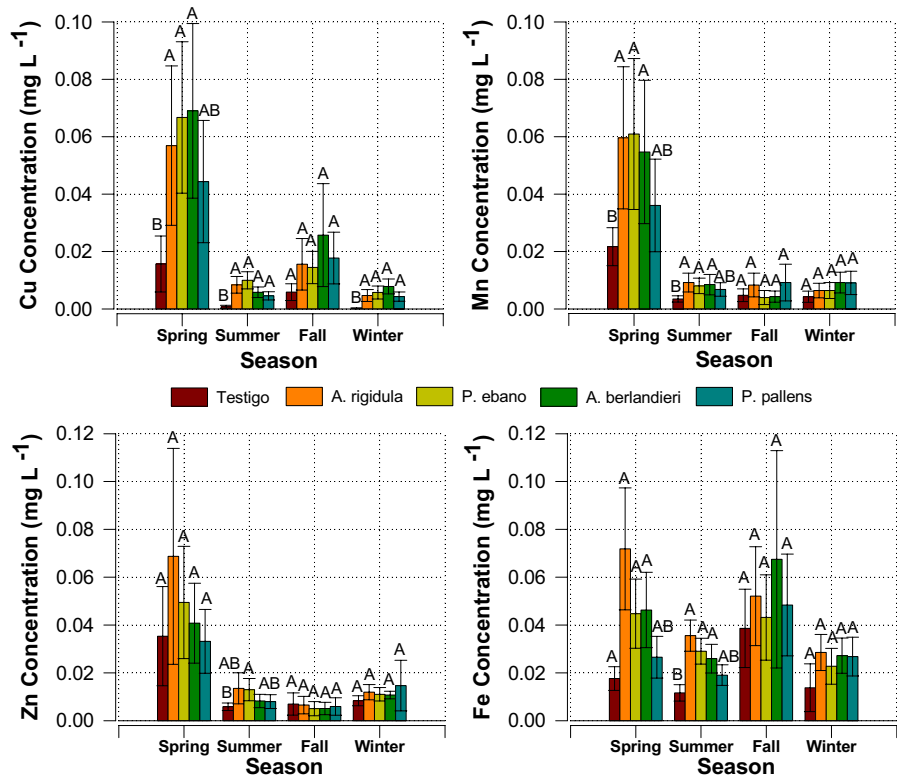 Cu Concentration (mg L -1)
0.10
0.08
0.06
0.04
0.02
0.00
B A A A AB
B A A A A
A A A A A
B A A A A
Spring Summer Fall Winter
Season
Mn Concentration (mg L -1)
0.10
0.08
0.06
0.04
0.02
0.00
B A A A AB
B A A A AB
A A A A A
A A A A A
Spring Summer Fall Winter
Season
Testigo A. rigidula P. ebano A. berlandieri P. pallens
Zn Concentration (mg L -1)
0.12
0.10
0.08
0.06
0.04
0.02
0.00
A A A A A
B AB A AB AB
A A A A A
A A A A A
Spring Summer Fall Winter
Season
Fe Concentration (mg L -1)
0.12
0.10
0.08
0.06
0.04
0.02
0.00
A A A A AB
B A A A AB
A A A A A
A A A A A
Spring Summer Fall Winter
Season